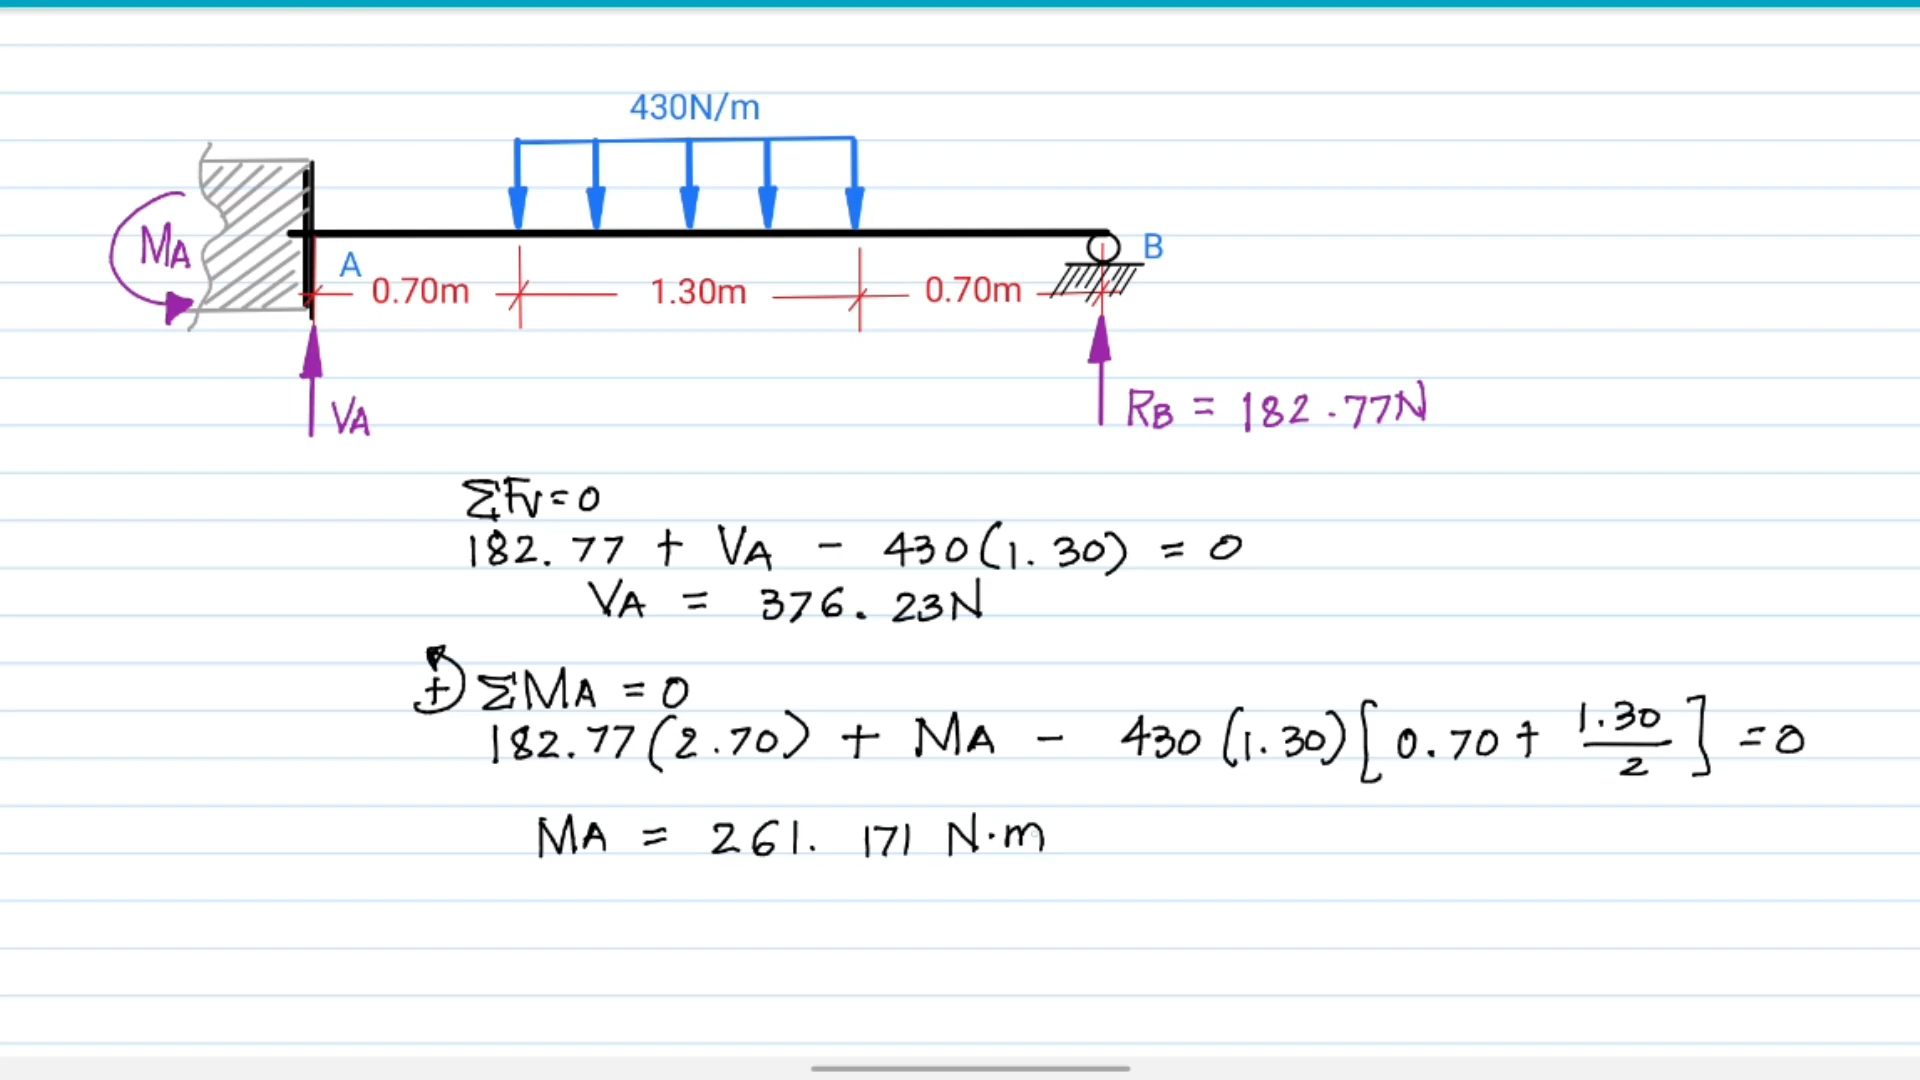 430N/m
MA
A
B
0.70m
1.30m
0.70m
VA
RB = 182.77N
ΣFv=0
182.77 + VA - 430(1.30) = 0
VA = 376.23N
+ ΣMA = 0
182.77(2.70) + MA - 430(1.30)[0.70 + 1.30/2] = 0
MA = 261.171 N·m